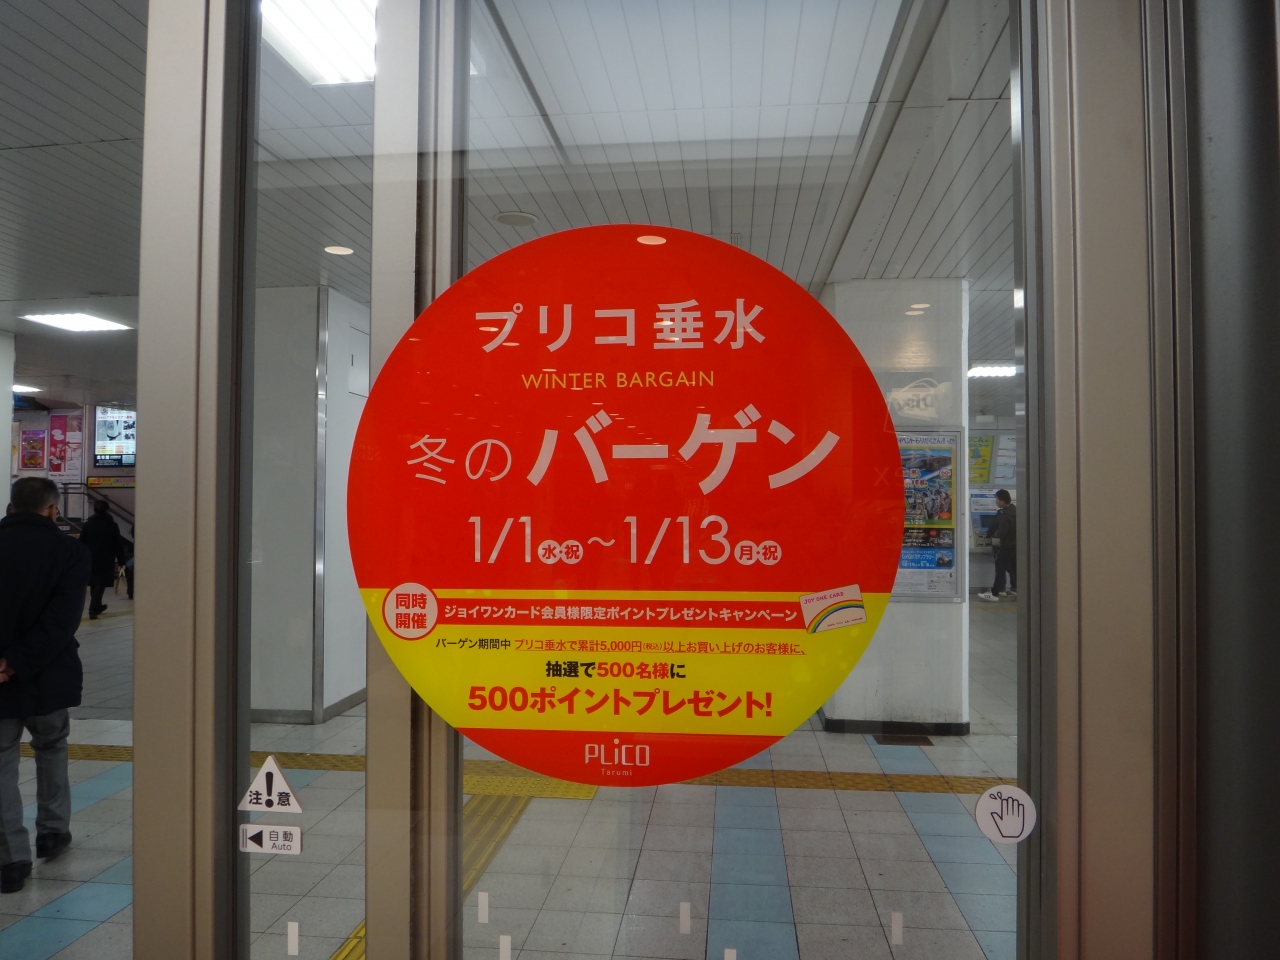 プリコ垂水
WINTER BARGAIN
冬のバーゲン
1/1水・祝〜1/13月・祝
同時
開催
ジョイワンカード会員様限定ポイントプレゼントキャンペーン
JOY ONE CARD
バーゲン期間中 プリコ垂水で累計5,000円(税込)以上お買い上げのお客様に、
抽選で500名様に
500ポイントプレゼント!
PLiCO
Tarumi
注!意
自動
Auto